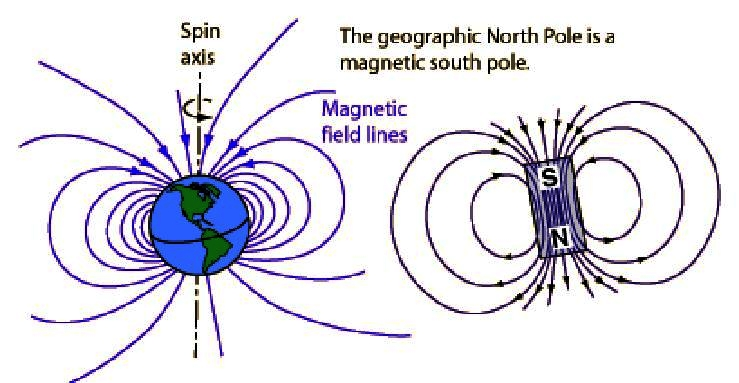 Spin
axis
The geographic North Pole is a
magnetic south pole.
Magnetic
field lines
S
N